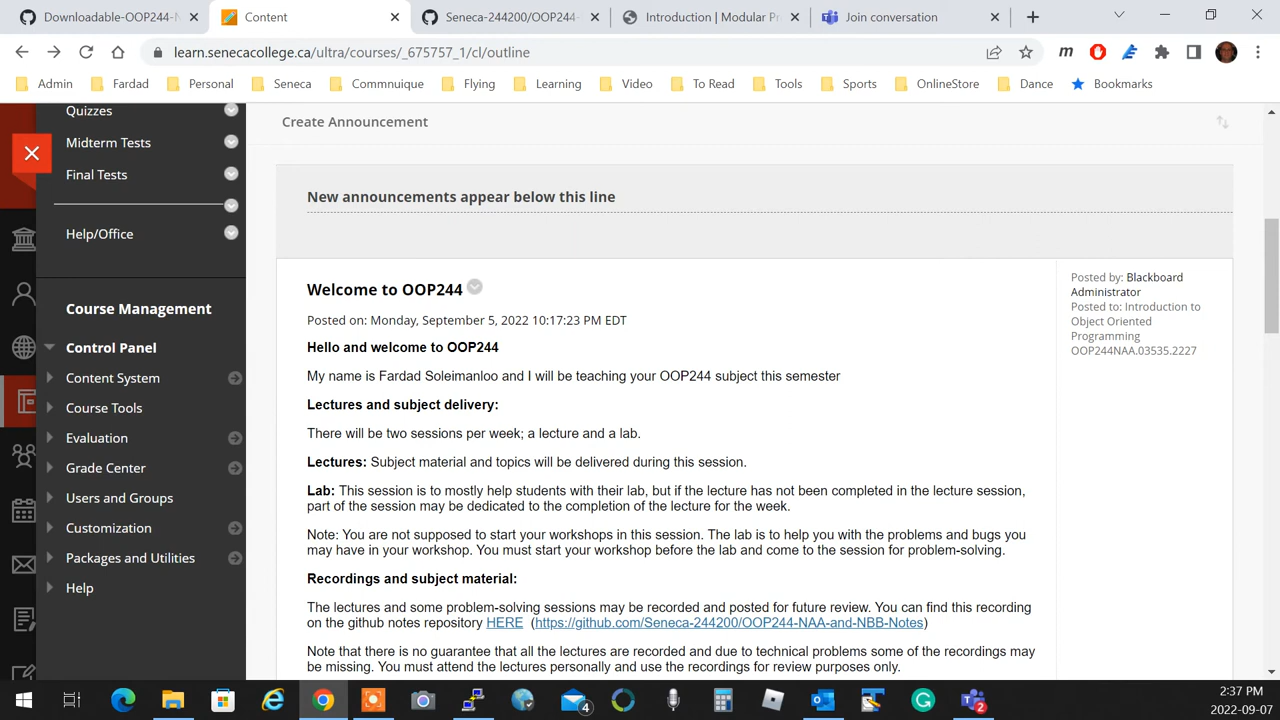 Downloadable-OOP244-N
Content
Seneca-244200/OOP244-
Introduction | Modular Pr
Join conversation
learn.senecacollege.ca/ultra/courses/_675757_1/cl/outline
m
Admin
Fardad
Personal
Seneca
Commuique
Flying
Learning
Video
To Read
Tools
Sports
OnlineStore
Dance
Bookmarks
Quizzes
Midterm Tests
Final Tests
Help/Office
Course Management
Control Panel
Content System
Course Tools
Evaluation
Grade Center
Users and Groups
Customization
Packages and Utilities
Help
Create Announcement
New announcements appear below this line
Welcome to OOP244
Posted on: Monday, September 5, 2022 10:17:23 PM EDT
Hello and welcome to OOP244
My name is Fardad Soleimanloo and I will be teaching your OOP244 subject this semester
Lectures and subject delivery:
There will be two sessions per week; a lecture and a lab.
Lectures: Subject material and topics will be delivered during this session.
Lab: This session is to mostly help students with their lab, but if the lecture has not been completed in the lecture session,
part of the session may be dedicated to the completion of the lecture for the week.
Note: You are not supposed to start your workshops in this session. The lab is to help you with the problems and bugs you
may have in your workshop. You must start your workshop before the lab and come to the session for problem-solving.
Recordings and subject material:
The lectures and some problem-solving sessions may be recorded and posted for future review. You can find this recording
on the github notes repository HERE (https://github.com/Seneca-244200/OOP244-NAA-and-NBB-Notes)
Note that there is no guarantee that all the lectures are recorded and due to technical problems some of the recordings may
be missing. You must attend the lectures personally and use the recordings for review purposes only.
Posted by: Blackboard
Administrator
Posted to: Introduction to
Object Oriented
Programming
OOP244NAA.03535.2227
4
2
2:37 PM
2022-09-07